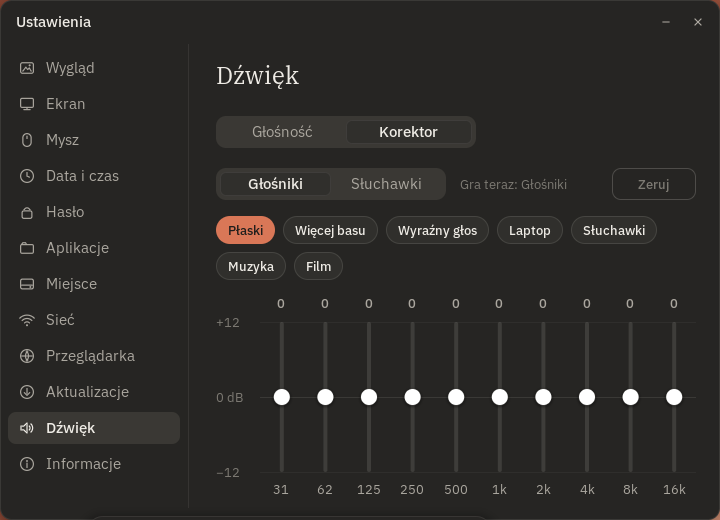 Ustawienia
Wygląd
Ekran
Mysz
Data i czas
Hasło
Aplikacje
Miejsce
Sieć
Przeglądarka
Aktualizacje
Dźwięk
Informacje
Dźwięk
Głośność Korektor
Głośniki Słuchawki Gra teraz: Głośniki Zeruj
Płaski Więcej basu Wyraźny głos Laptop Słuchawki
Muzyka Film
0 0 0 0 0 0 0 0 0 0
+12
0 dB
−12
31 62 125 250 500 1k 2k 4k 8k 16k